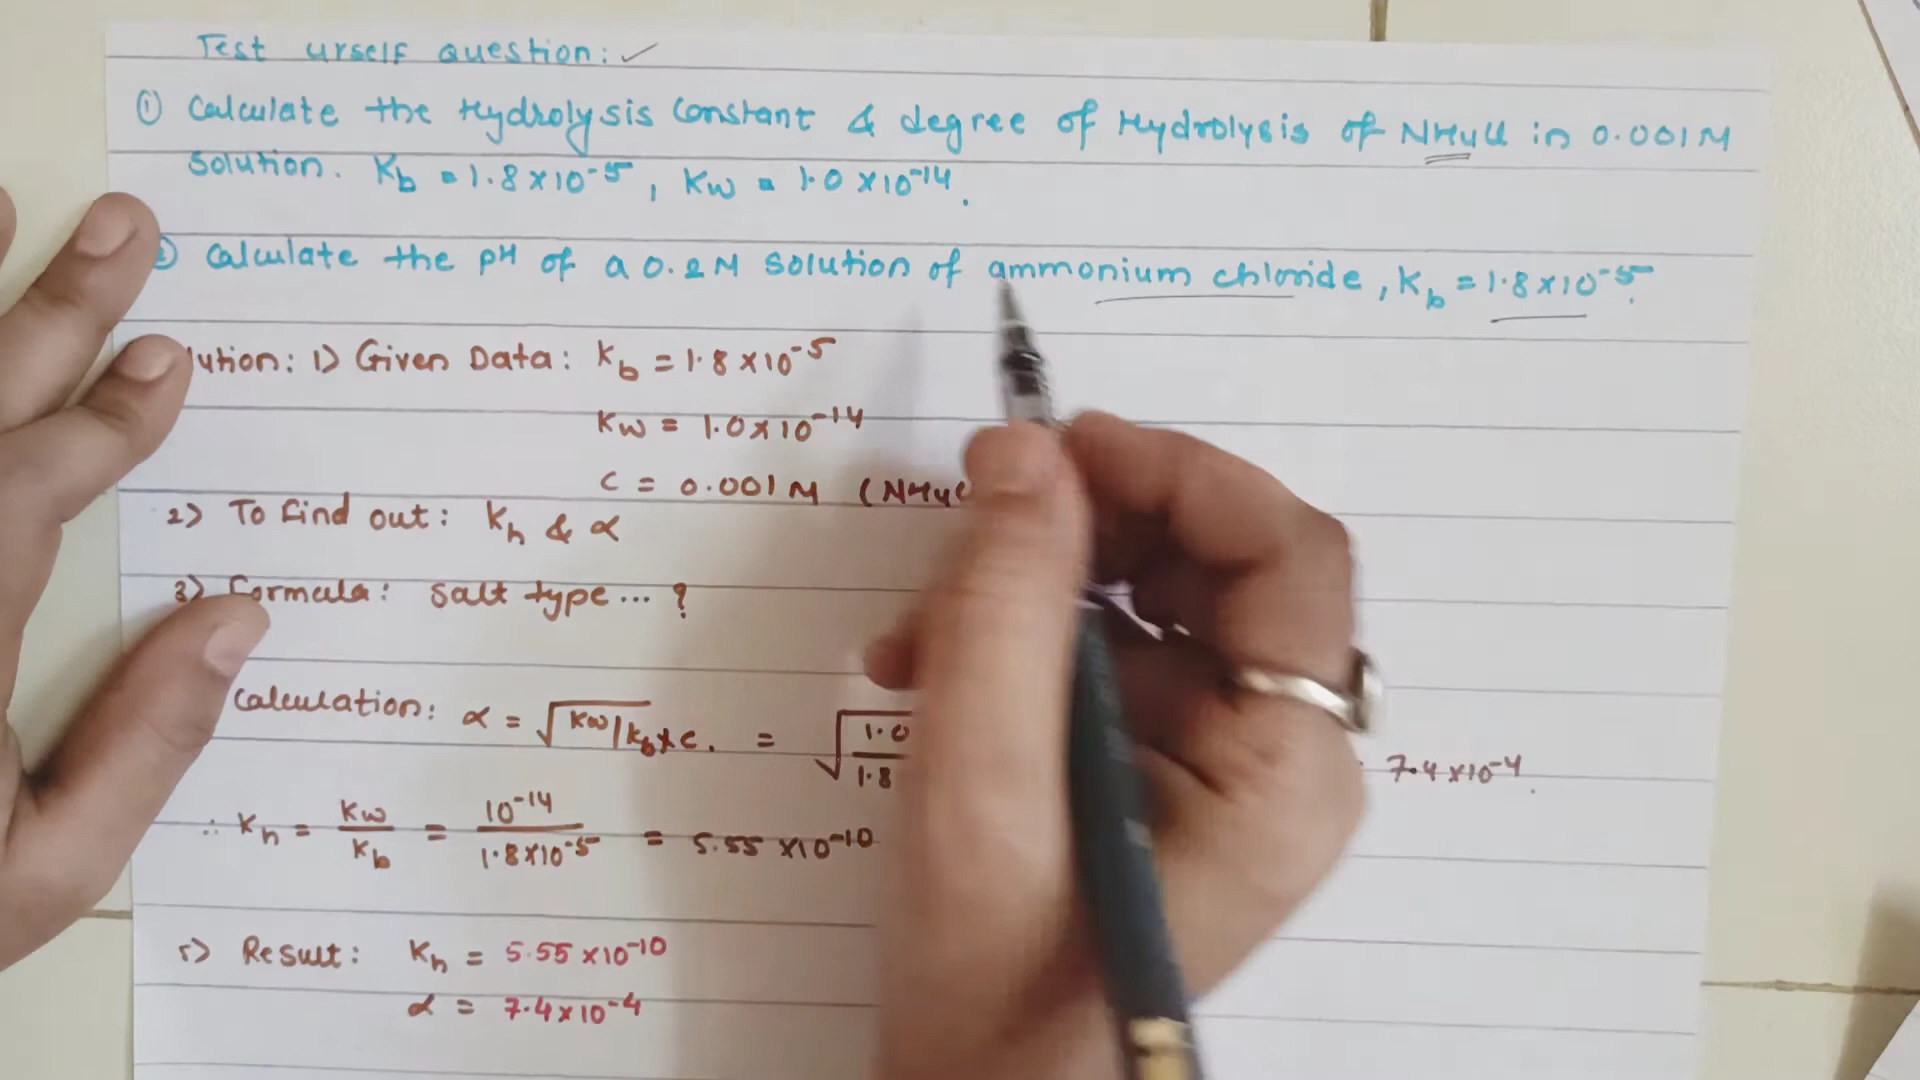 Test urself question: ✓
① Calculate the Hydrolysis Constant & degree of Hydrolysis of NH4Cl in 0.001M
Solution. Kb = 1.8×10⁻⁵, Kw = 1.0 ×10⁻¹⁴.
Calculate the pH of a 0.2M solution of ammonium chloride, Kb = 1.8×10⁻⁵.
lution: 1) Given Data: Kb = 1.8×10⁻⁵
Kw = 1.0×10⁻¹⁴
C = 0.001M (NH4C
2) To find out: Kh & α
3) Formula: Salt type... ?
Calculation: α = √Kw/Kb×C. = √1.0 / 1.8 7.4×10⁻⁴.
∴ Kh = Kw/Kb = 10⁻¹⁴/1.8×10⁻⁵ = 5.55 ×10⁻¹⁰
5) Result: Kh = 5.55×10⁻¹⁰
α = 7.4×10⁻⁴